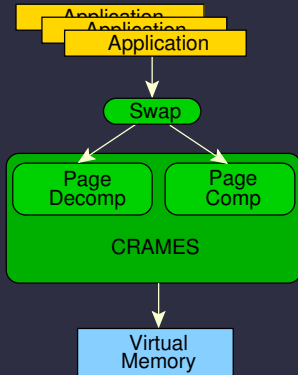 Application
Application
Application
Swap
Page
Decomp
Page
Comp
CRAMES
Virtual
Memory